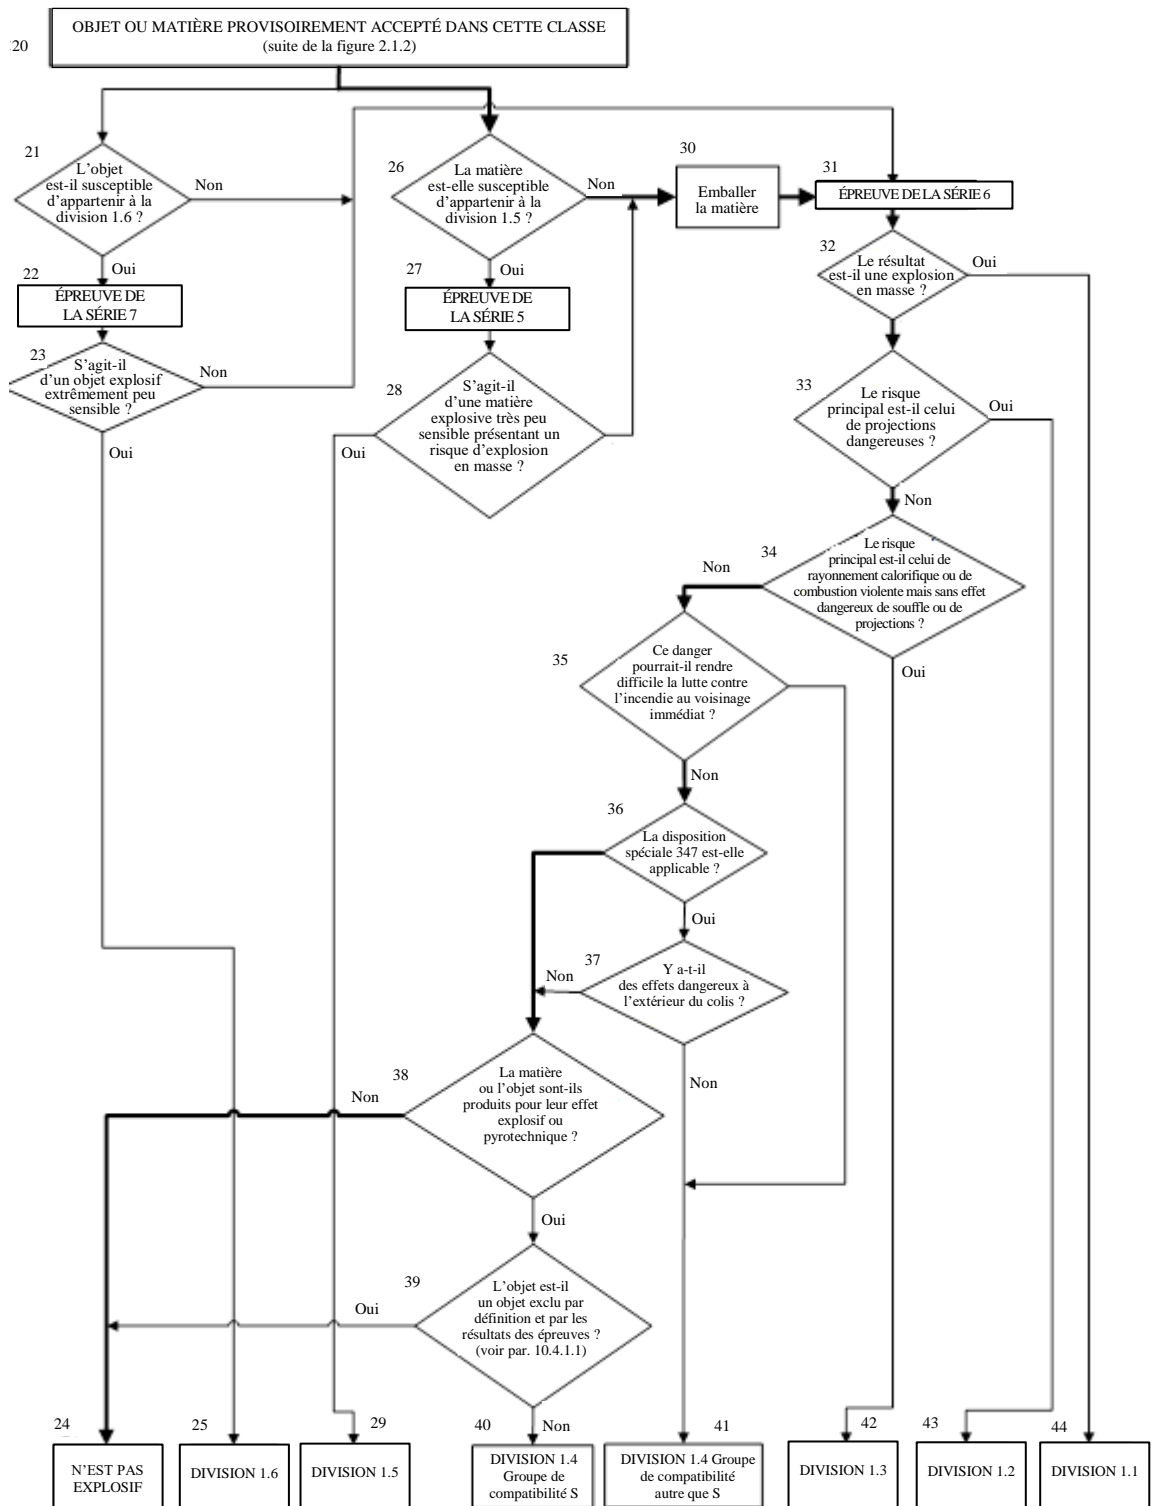 OBJET OU MATIÈRE PROVISOIREMENT ACCEPTÉ DANS CETTE CLASSE
(suite de la figure 2.1.2)
20
21
L'objet
est-il susceptible
d'appartenir à la
division 1.6 ?
Non
26
La matière
est-elle susceptible
d'appartenir à la
division 1.5 ?
Non
30
Emballer
la matière
31
ÉPREUVE DE LA SÉRIE 6
Oui
22
ÉPREUVE DE
LA SÉRIE 7
Oui
27
ÉPREUVE DE
LA SÉRIE 5
32
Le résultat
est-il une explosion
en masse ?
Oui
23
S'agit-il
d'un objet explosif
extrêmement peu
sensible ?
Non
Oui
28
S'agit-il
d'une matière
explosive très peu
sensible présentant un
risque d'explosion
en masse ?
Oui
33
Le risque
principal est-il celui
de projections
dangereuses ?
Oui
Non
34
Le risque
principal est-il celui de
rayonnement calorifique ou de
combustion violente mais sans effet
dangereux de souffle ou de
projections ?
Non
Oui
35
Ce danger
pourrait-il rendre
difficile la lutte contre
l'incendie au voisinage
immédiat ?
Non
36
La disposition
spéciale 347 est-elle
applicable ?
Oui
37
Y a-t-il
des effets dangereux à
l'extérieur du colis ?
Non
Non
38
La matière
ou l'objet sont-ils
produits pour leur effet
explosif ou
pyrotechnique ?
Non
Oui
39
L'objet est-il
un objet exclu par
définition et par les
résultats des épreuves ?
(voir par. 10.4.1.1)
Oui
Non
24
N'EST PAS
EXPLOSIF
25
DIVISION 1.6
29
DIVISION 1.5
40
DIVISION 1.4
Groupe de
compatibilité S
41
DIVISION 1.4 Groupe
de compatibilité
autre que S
42
DIVISION 1.3
43
DIVISION 1.2
44
DIVISION 1.1